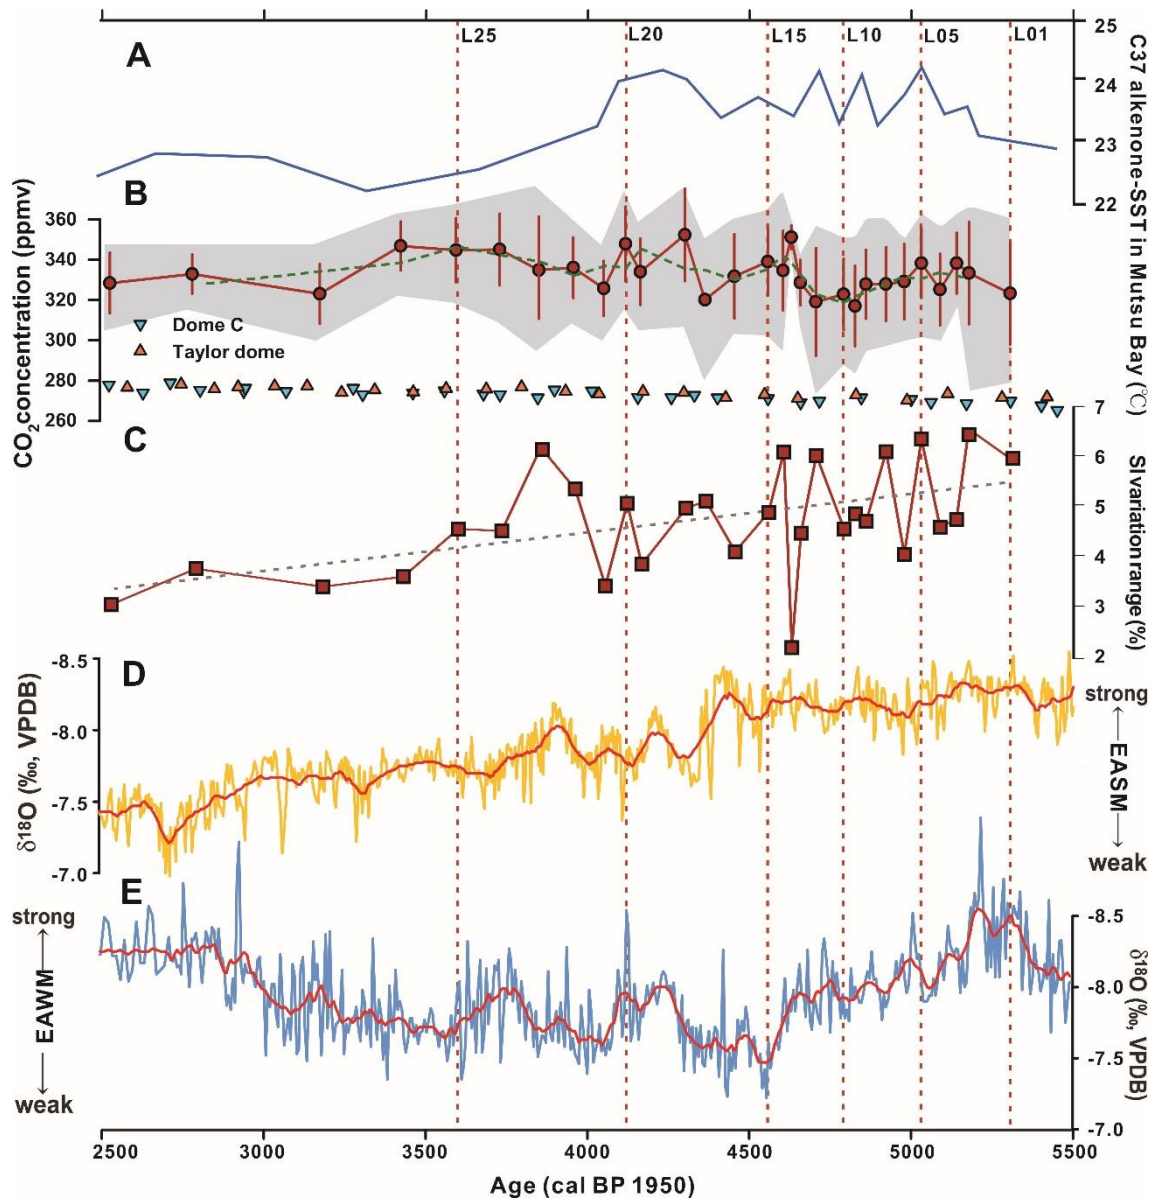 25
L25
L20
L15
L10
L05
L01
A
24
23
22
C37 alkenone-SST in Mutsu Bay (℃)
B
360
340
320
300
280
260
CO2 concentration (ppmv)
Dome C
Taylor dome
C
7
6
5
4
3
2
SIvariation range (%)
D
-8.5
-8.0
-7.5
-7.0
δ18O (‰, VPDB)
strong
EASM
weak
E
strong
EAWM
weak
-8.5
-8.0
-7.5
-7.0
δ18O (‰, VPDB)
2500 3000 3500 4000 4500 5000 5500
Age (cal BP 1950)